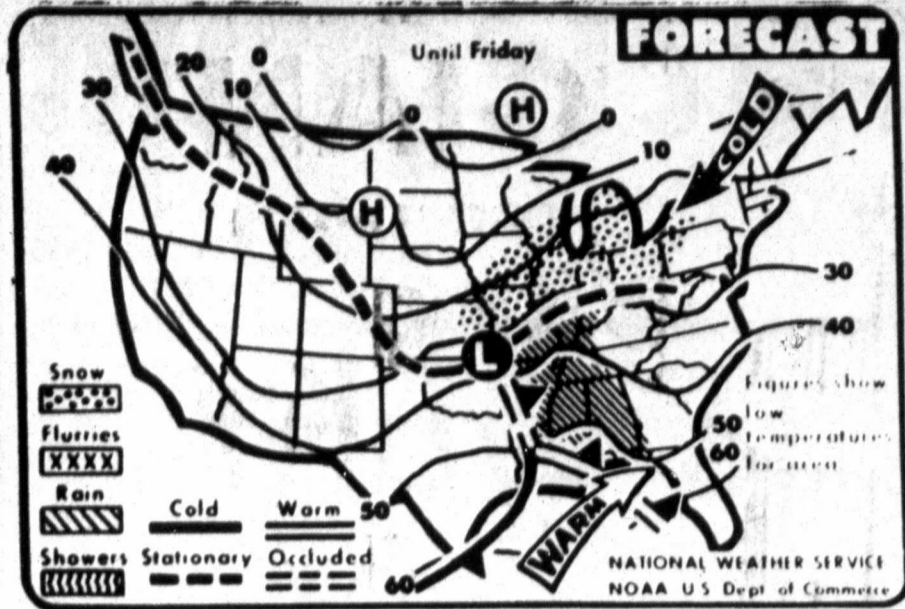 FORECAST
Until Friday
0
20
10
30
40
H
0
0
H
10
COLD
30
40
L
50
60
Figures show
low
temperatures
for area
Snow
Flurries
XXXX
Rain
Showers
Cold
Warm
Stationary
Occluded
50
60
WARM
NATIONAL WEATHER SERVICE
NOAA U S Dept of Commerce